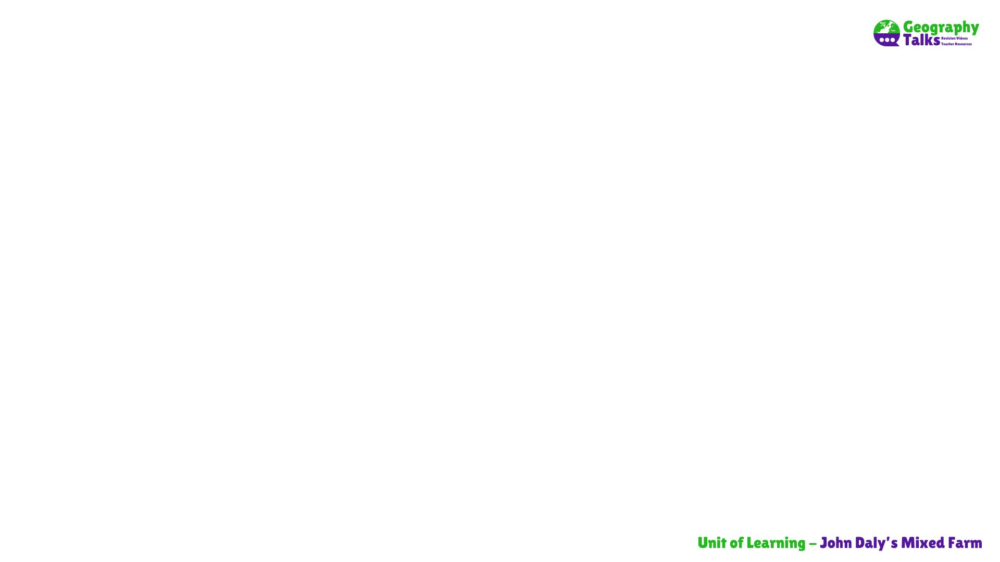 Geography
Talks
Revision Videos
Teacher Resources
Unit of Learning – John Daly's Mixed Farm